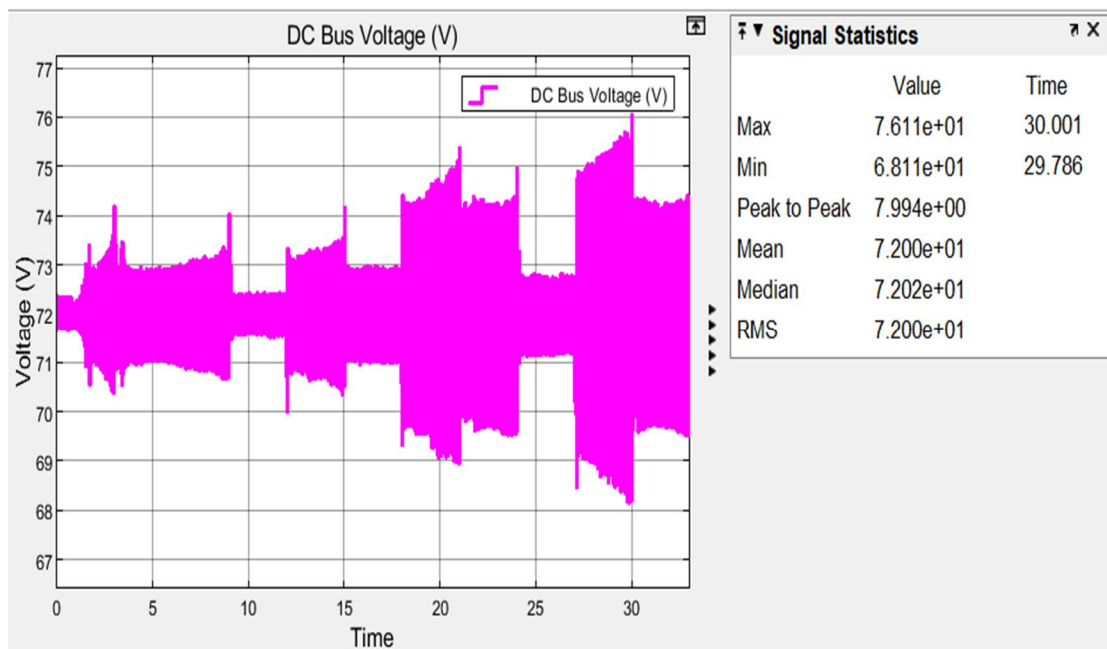 DC Bus Voltage (V)
DC Bus Voltage (V)
Voltage (V)
77
76
75
74
73
72
71
70
69
68
67
0 5 10 15 20 25 30
Time
Signal Statistics
Value Time
Max 7.611e+01 30.001
Min 6.811e+01 29.786
Peak to Peak 7.994e+00
Mean 7.200e+01
Median 7.202e+01
RMS 7.200e+01